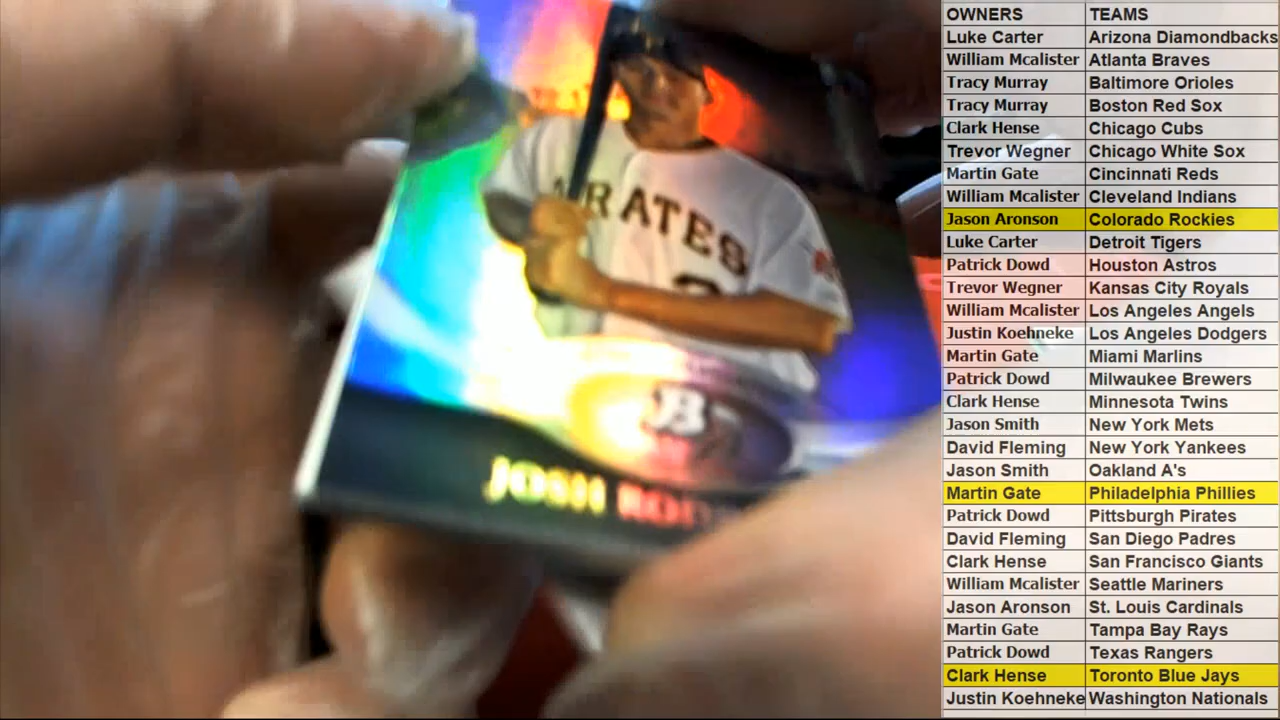 PIRATES
JOSH
OWNERS TEAMS
Luke Carter Arizona Diamondbacks
William Mcalister Atlanta Braves
Tracy Murray Baltimore Orioles
Tracy Murray Boston Red Sox
Clark Hense Chicago Cubs
Trevor Wegner Chicago White Sox
Martin Gate Cincinnati Reds
William Mcalister Cleveland Indians
Jason Aronson Colorado Rockies
Luke Carter Detroit Tigers
Patrick Dowd Houston Astros
Trevor Wegner Kansas City Royals
William Mcalister Los Angeles Angels
Justin Koehneke Los Angeles Dodgers
Martin Gate Miami Marlins
Patrick Dowd Milwaukee Brewers
Clark Hense Minnesota Twins
Jason Smith New York Mets
David Fleming New York Yankees
Jason Smith Oakland A's
Martin Gate Philadelphia Phillies
Patrick Dowd Pittsburgh Pirates
David Fleming San Diego Padres
Clark Hense San Francisco Giants
William Mcalister Seattle Mariners
Jason Aronson St. Louis Cardinals
Martin Gate Tampa Bay Rays
Patrick Dowd Texas Rangers
Clark Hense Toronto Blue Jays
Justin Koehneke Washington Nationals